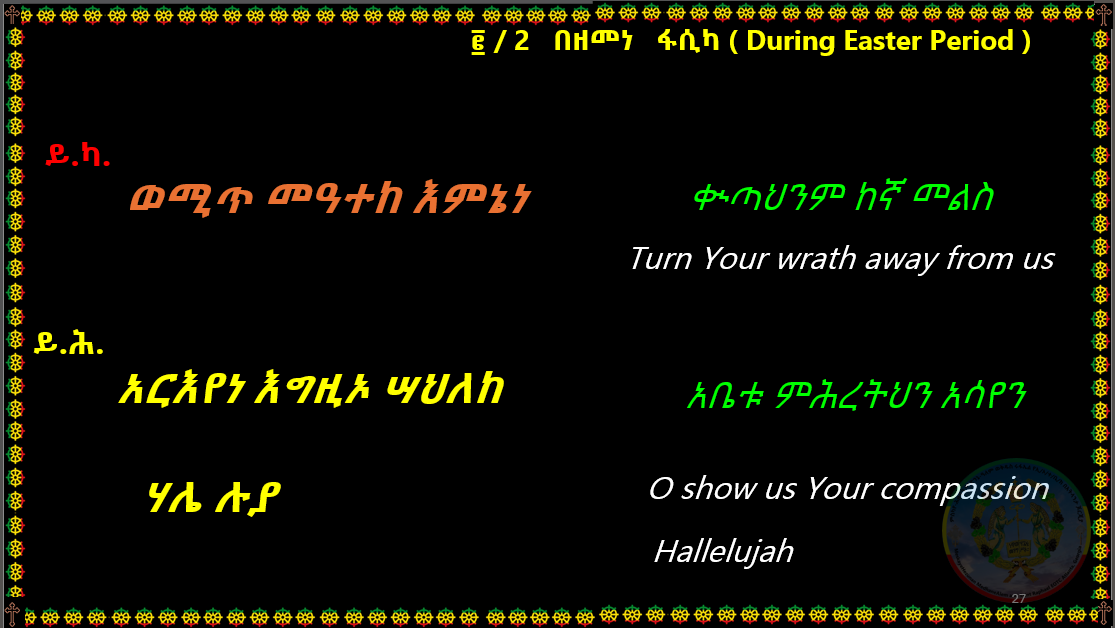 ፪ / 2 በዘመነ ፋሲካ ( During Easter Period )
ይ.ካ.
ወሚጥ መዓተከ እምኔነ
ቍጣህንም ከኛ መልስ
Turn Your wrath away from us
ይ.ሕ.
አርእየነ እግዚኦ ሣህለከ
አቤቱ ምሕረትህን አሳየን
ሃሌ ሉያ
O show us Your compassion
Hallelujah
27